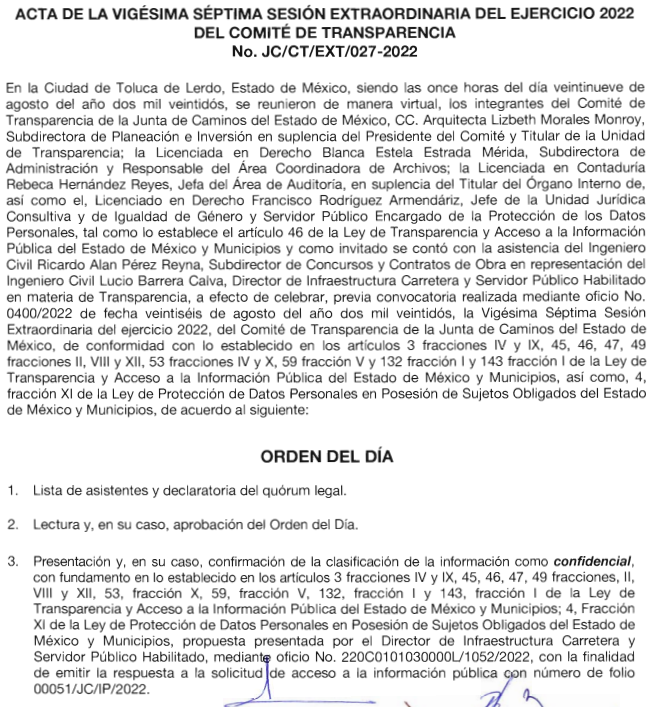 ACTA DE LA VIGÉSIMA SÉPTIMA SESIÓN EXTRAORDINARIA DEL EJERCICIO 2022
DEL COMITÉ DE TRANSPARENCIA
No. JC/CT/EXT/027-2022
En la Ciudad de Toluca de Lerdo, Estado de México, siendo las once horas del día veintinueve de
agosto del año dos mil veintidós, se reunieron de manera virtual, los integrantes del Comité de
Transparencia de la Junta de Caminos del Estado de México, CC. Arquitecta Lizbeth Morales Monroy,
Subdirectora de Planeación e Inversión en suplencia del Presidente del Comité y Titular de la Unidad
de Transparencia; la Licenciada en Derecho Blanca Estela Estrada Mérida, Subdirectora de
Administración y Responsable del Área Coordinadora de Archivos; la Licenciada en Contaduría
Rebeca Hernández Reyes, Jefa del Área de Auditoría, en suplencia del Titular del Órgano Interno de,
así como el, Licenciado en Derecho Francisco Rodríguez Armendáriz, Jefe de la Unidad Jurídica
Consultiva y de Igualdad de Género y Servidor Público Encargado de la Protección de los Datos
Personales, tal como lo establece el artículo 46 de la Ley de Transparencia y Acceso a la Información
Pública del Estado de México y Municipios y como invitado se contó con la asistencia del Ingeniero
Civil Ricardo Alan Pérez Reyna, Subdirector de Concursos y Contratos de Obra en representación del
Ingeniero Civil Lucio Barrera Calva, Director de Infraestructura Carretera y Servidor Público Habilitado
en materia de Transparencia, a efecto de celebrar, previa convocatoria realizada mediante oficio No.
0400/2022 de fecha veintiséis de agosto del año dos mil veintidós, la Vigésima Séptima Sesión
Extraordinaria del ejercicio 2022, del Comité de Transparencia de la Junta de Caminos del Estado de
México, de conformidad con lo establecido en los artículos 3 fracciones IV y IX, 45, 46, 47, 49
fracciones II, VIII y XII, 53 fracciones IV y X, 59 fracción V y 132 fracción I y 143 fracción I de la Ley de
Transparencia y Acceso a la Información Pública del Estado de México y Municipios, así como, 4,
fracción XI de la Ley de Protección de Datos Personales en Posesión de Sujetos Obligados del Estado
de México y Municipios, de acuerdo al siguiente:
ORDEN DEL DÍA
1. Lista de asistentes y declaratoria del quórum legal.
2. Lectura y, en su caso, aprobación del Orden del Día.
3. Presentación y, en su caso, confirmación de la clasificación de la información como confidencial,
con fundamento en lo establecido en los artículos 3 fracciones IV y IX, 45, 46, 47, 49 fracciones, II,
VIII y XII, 53, fracción X, 59, fracción V, 132, fracción I y 143, fracción I de la Ley de
Transparencia y Acceso a la Información Pública del Estado de México y Municipios; 4, Fracción
XI de la Ley de Protección de Datos Personales en Posesión de Sujetos Obligados del Estado de
México y Municipios, propuesta presentada por el Director de Infraestructura Carretera y
Servidor Público Habilitado, mediante oficio No. 220C0101030000L/1052/2022, con la finalidad
de emitir la respuesta a la solicitud de acceso a la información pública con número de folio
00051/JC/IP/2022.